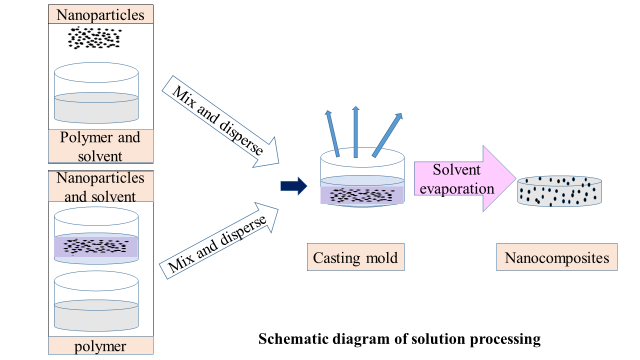 Nanoparticles
Polymer and
solvent
Nanoparticles
and solvent
polymer
Mix and disperse
Mix and disperse
Casting mold
Solvent
evaporation
Nanocomposites
Schematic diagram of solution processing